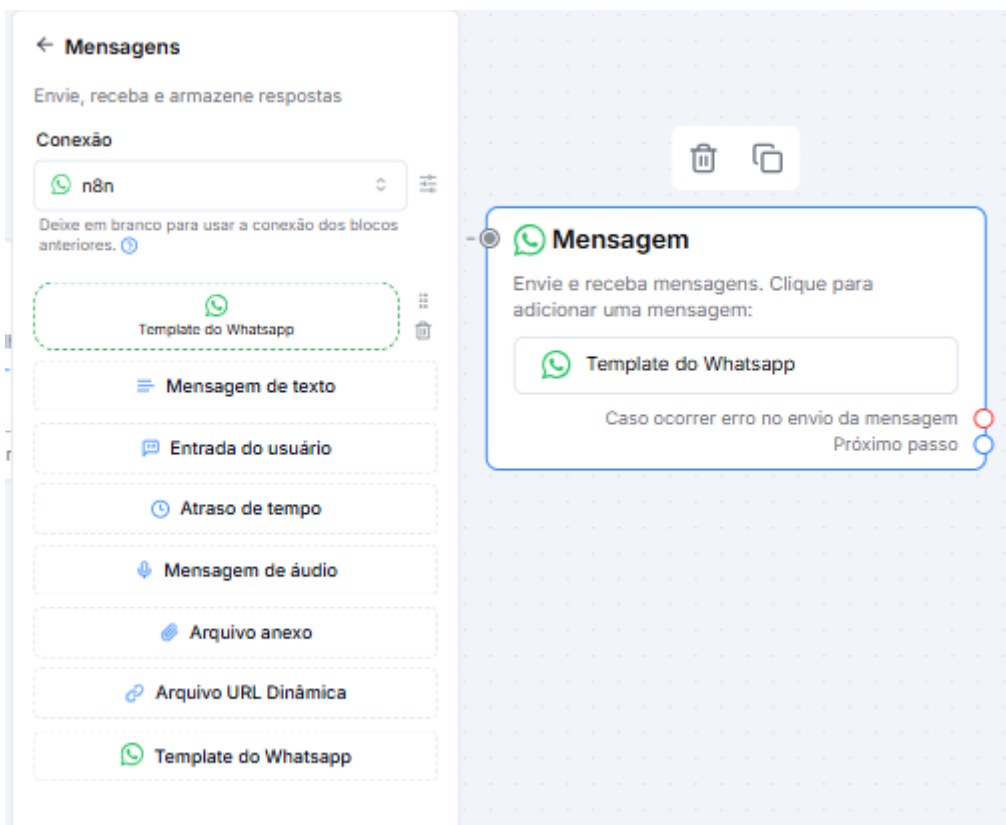 Mensagens
Envie, receba e armazene respostas
Conexão
n8n
Deixe em branco para usar a conexão dos blocos
anteriores.
Template do Whatsapp
Mensagem de texto
Entrada do usuário
Atraso de tempo
Mensagem de áudio
Arquivo anexo
Arquivo URL Dinâmica
Template do Whatsapp
Mensagem
Envie e receba mensagens. Clique para
adicionar uma mensagem:
Template do Whatsapp
Caso ocorrer erro no envio da mensagem
Próximo passo